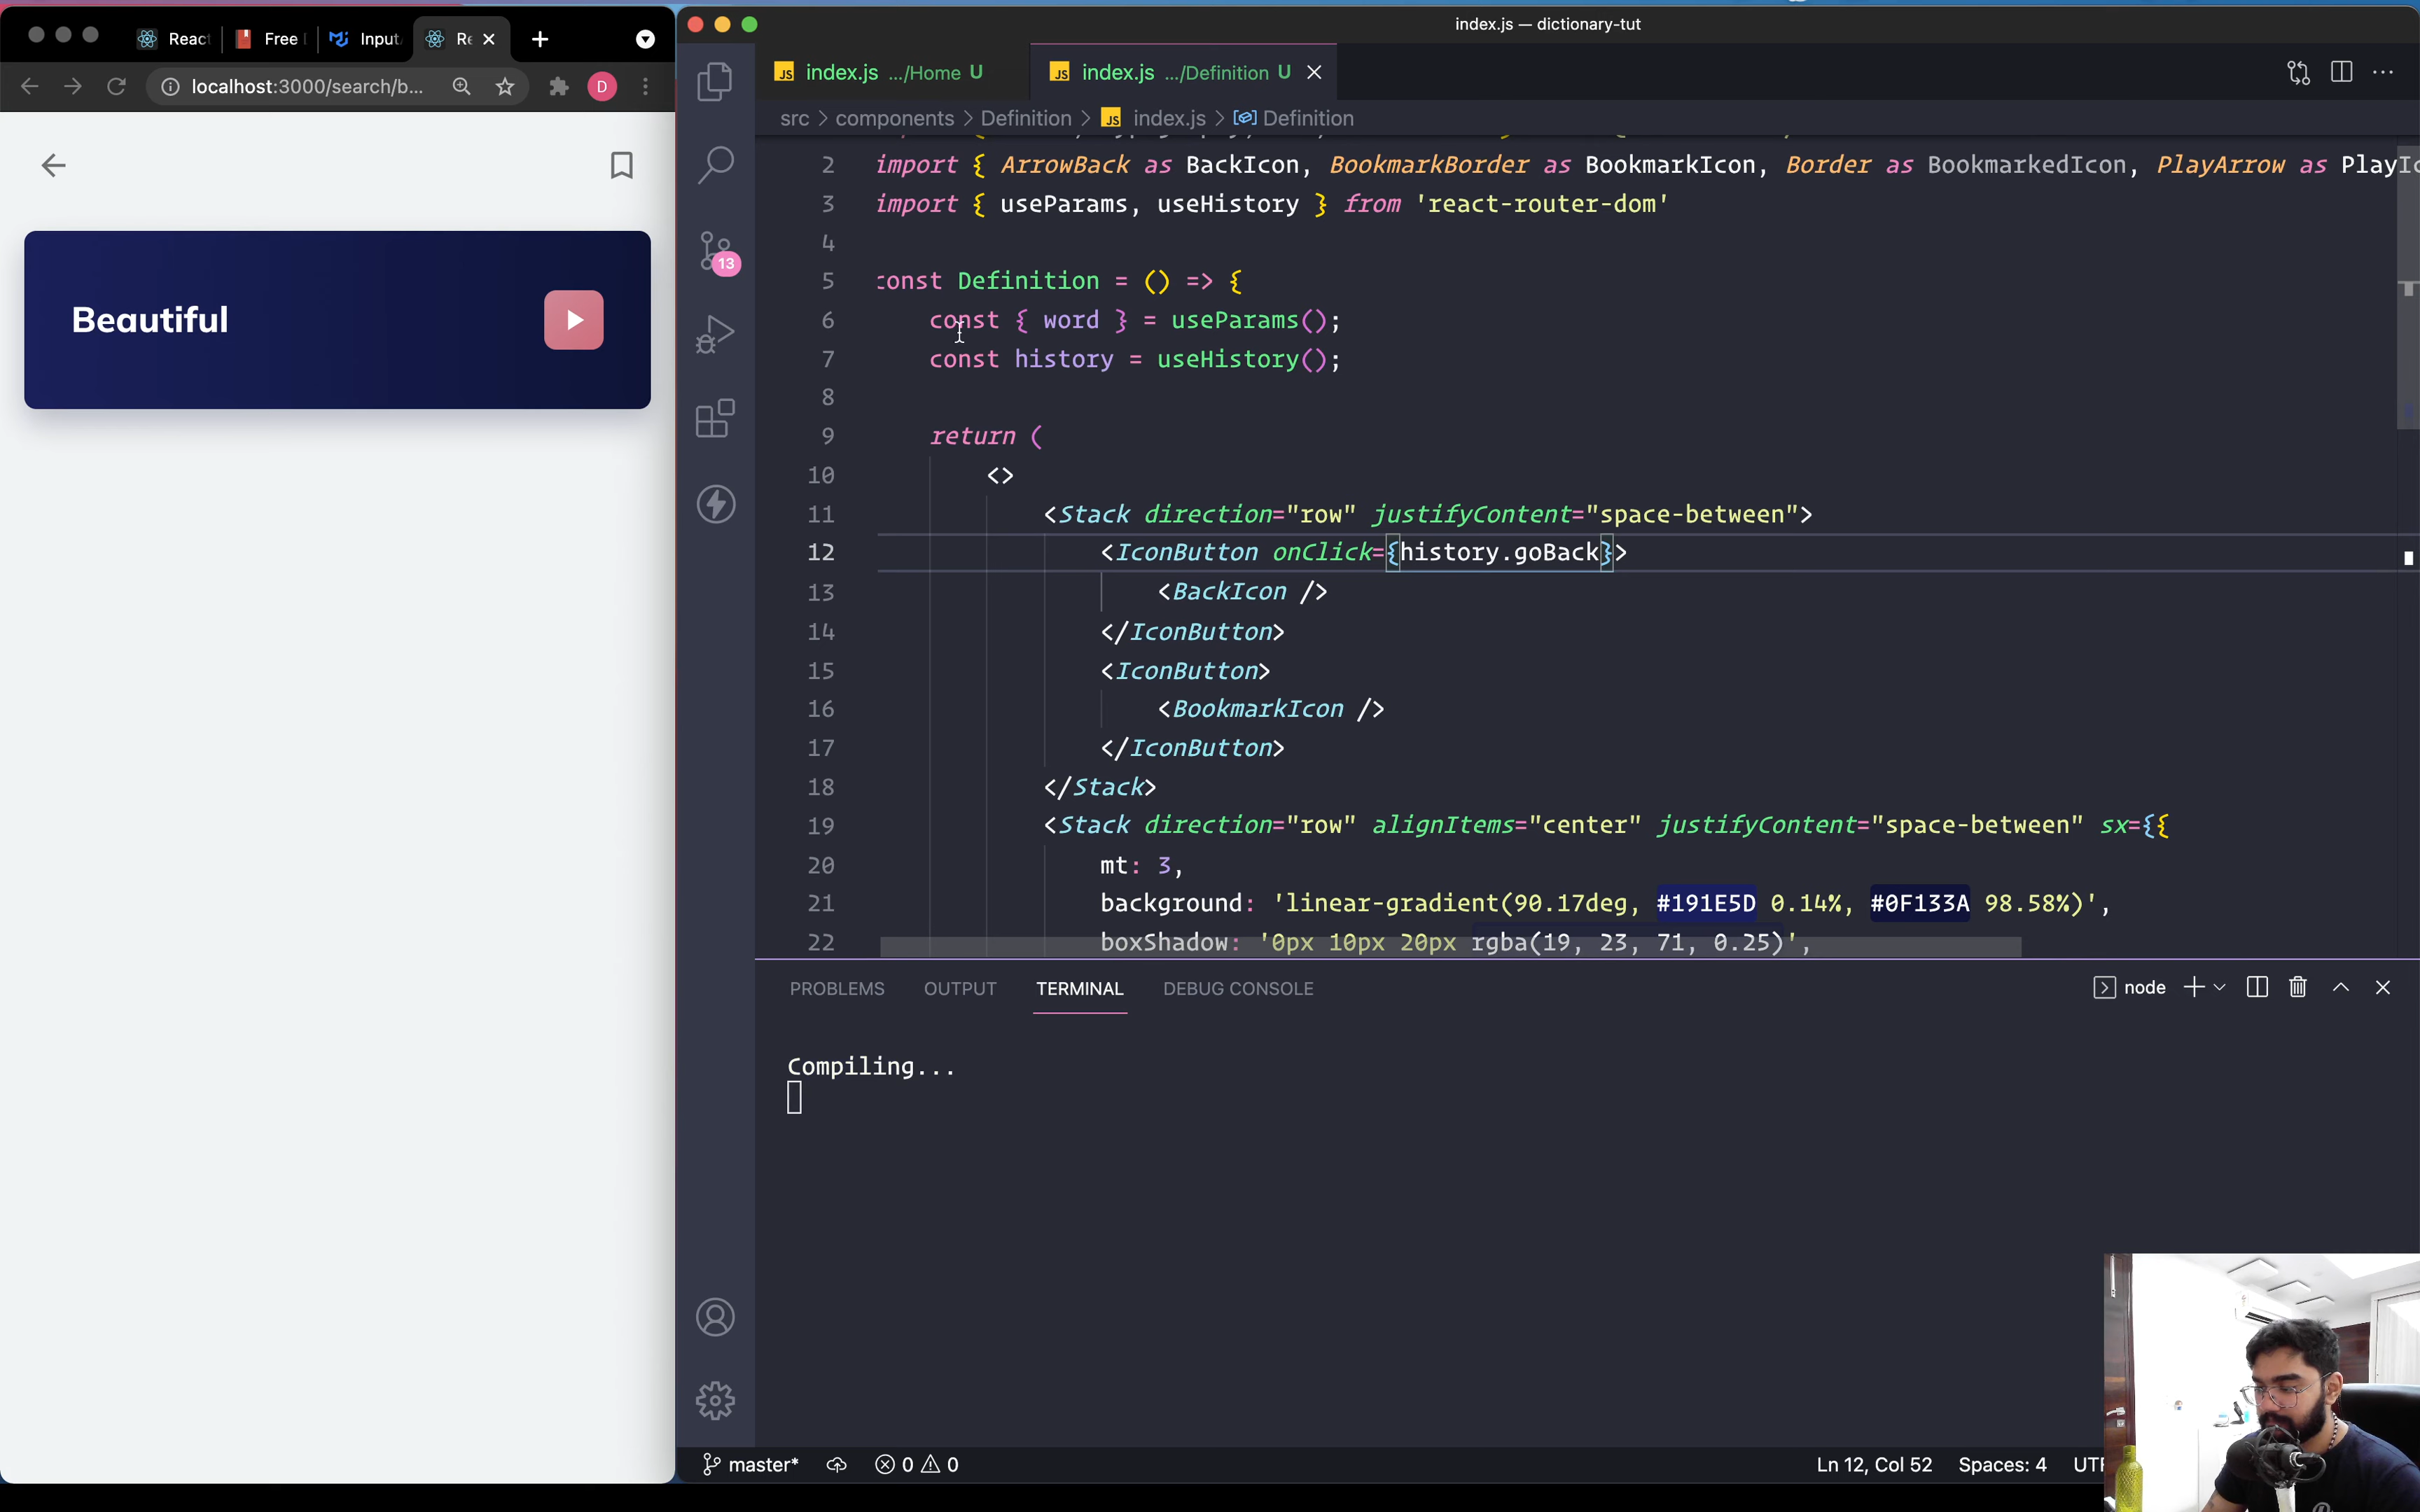 React
Free
Input
Re
localhost:3000/search/b...
D
Beautiful
index.js — dictionary-tut
JS index.js .../Home U
JS index.js .../Definition U
src > components > Definition > JS index.js > Definition
13
2 import { ArrowBack as BackIcon, BookmarkBorder as BookmarkIcon, Border as BookmarkedIcon, PlayArrow as PlayIc
3 import { useParams, useHistory } from 'react-router-dom'
4
5 const Definition = () => {
6 const { word } = useParams();
7 const history = useHistory();
8
9 return (
10 <>
11 <Stack direction="row" justifyContent="space-between">
12 <IconButton onClick={history.goBack}>
13 <BackIcon />
14 </IconButton>
15 <IconButton>
16 <BookmarkIcon />
17 </IconButton>
18 </Stack>
19 <Stack direction="row" alignItems="center" justifyContent="space-between" sx={{
20 mt: 3,
21 background: 'linear-gradient(90.17deg, #191E5D 0.14%, #0F133A 98.58%)',
22 boxShadow: '0px 10px 20px rgba(19, 23, 71, 0.25)',
PROBLEMS OUTPUT TERMINAL DEBUG CONSOLE
node
Compiling...
master* 0 0
Ln 12, Col 52 Spaces: 4 UTF